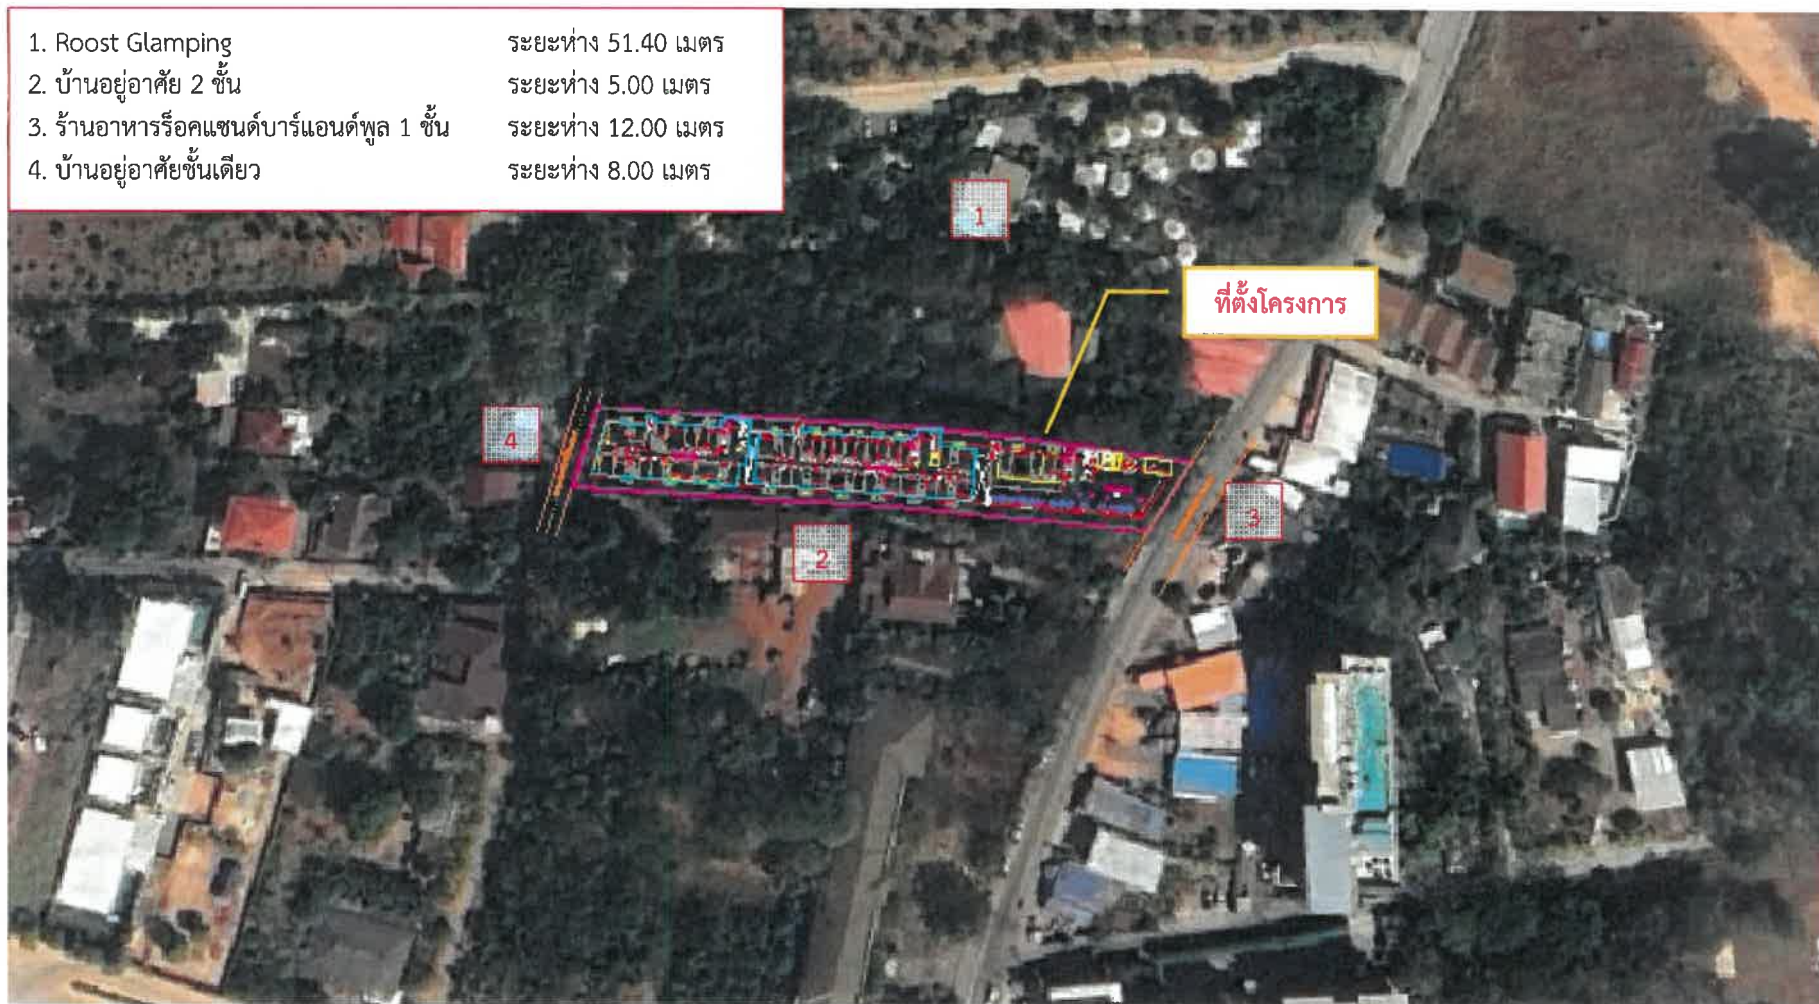 1. Roost Glamping ระยะห่าง 51.40 เมตร
2. บ้านอยู่อาศัย 2 ชั้น ระยะห่าง 5.00 เมตร
3. ร้านอาหารร็อคแซนด์บาร์แอนด์พูล 1 ชั้น ระยะห่าง 12.00 เมตร
4. บ้านอยู่อาศัยชั้นเดียว ระยะห่าง 8.00 เมตร
1
ที่ตั้งโครงการ
4
3
2